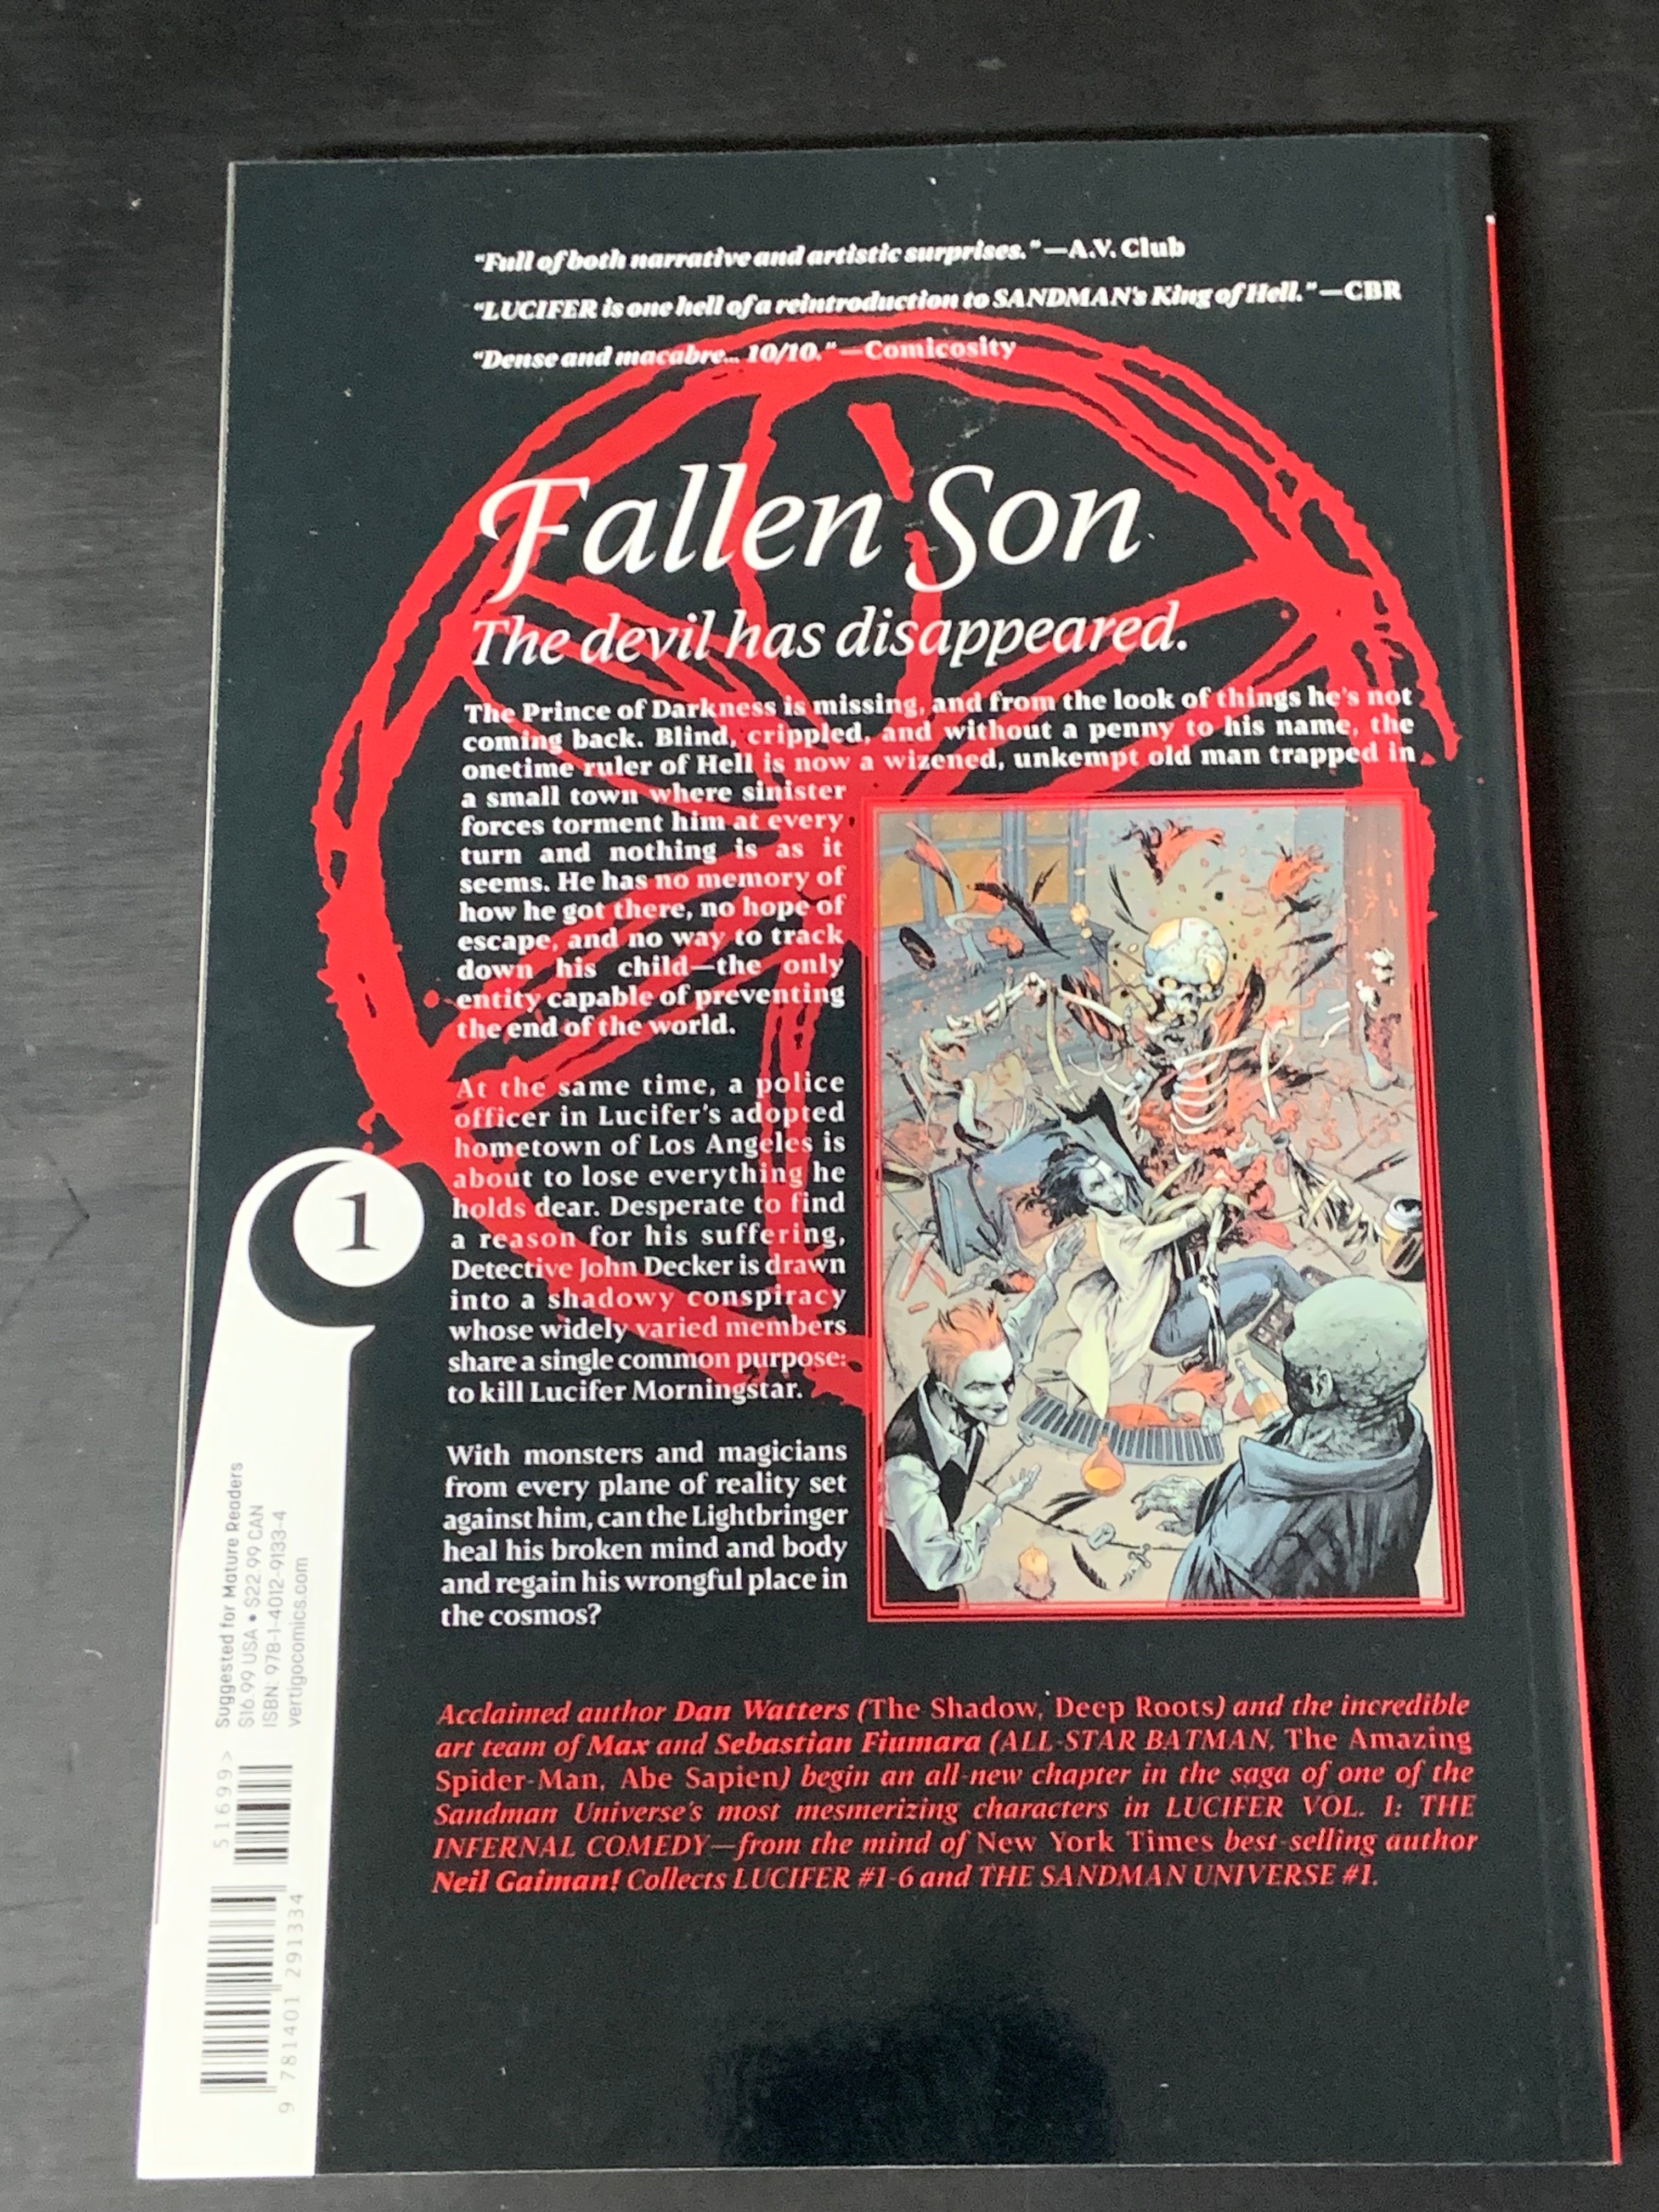 “Full of both narrative and artistic surprises.” —A.V. Club
“LUCIFER is one hell of a reintroduction to SANDMAN's King of Hell.” —CBR
“Dense and macabre... 10/10.” —Comicosity
Fallen Son
The devil has disappeared.
The Prince of Darkness is missing, and from the look of things he's not
coming back. Blind, crippled, and without a penny to his name, the
onetime ruler of Hell is now a wizened, unkempt old man trapped in
a small town where sinister
forces torment him at every
turn and nothing is as it
seems. He has no memory of
how he got there, no hope of
escape, and no way to track
down his child—the only
entity capable of preventing
the end of the world.
At the same time, a police
officer in Lucifer's adopted
hometown of Los Angeles is
about to lose everything he
holds dear. Desperate to find
a reason for his suffering,
Detective John Decker is drawn
into a shadowy conspiracy
whose widely varied members
share a single common purpose:
to kill Lucifer Morningstar.
With monsters and magicians
from every plane of reality set
against him, can the Lightbringer
heal his broken mind and body
and regain his wrongful place in
the cosmos?
Acclaimed author Dan Watters (The Shadow, Deep Roots) and the incredible
art team of Max and Sebastian Fiumara (ALL-STAR BATMAN, The Amazing
Spider-Man, Abe Sapien) begin an all-new chapter in the saga of one of the
Sandman Universe's most mesmerizing characters in LUCIFER VOL. 1: THE
INFERNAL COMEDY—from the mind of New York Times best-selling author
Neil Gaiman! Collects LUCIFER #1-6 and THE SANDMAN UNIVERSE #1.
1
Suggested for Mature Readers
$16.99 USA • $22.99 CAN
ISBN: 978-1-4012-9133-4
vertigocomics.com
51699>
9 781401 291334